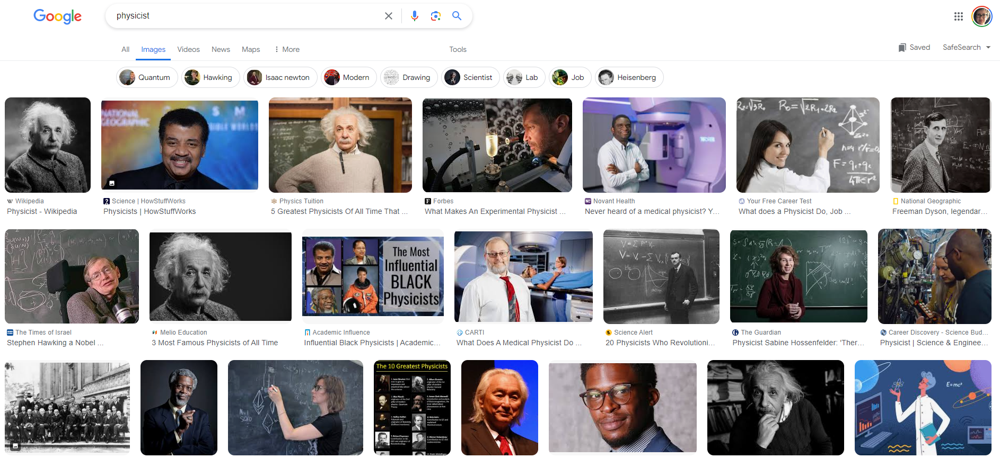 Google
physicist
All
Images
Videos
News
Maps
More
Tools
Saved
SafeSearch
Quantum
Hawking
Isaac newton
Modern
Drawing
Scientist
Lab
Job
Heisenberg
NATIONAL
GEOGRAPHIC
O S M
IBLE WORLDS
Wikipedia
Physicist - Wikipedia
Science | HowStuffWorks
Physicists | HowStuffWorks
Physics Tuition
5 Greatest Physicists Of All Time That ...
Forbes
What Makes An Experimental Physicist ...
Novant Health
Never heard of a medical physicist? Y...
Your Free Career Test
What does a Physicist Do, Job ...
National Geographic
Freeman Dyson, legendar...
The Most
Influential
BLACK
Physicists
The Times of Israel
Stephen Hawking a Nobel ...
Melio Education
3 Most Famous Physicists of All Time
Academic Influence
Influential Black Physicists | Academic...
CARTI
What Does A Medical Physicist Do ...
Science Alert
20 Physicists Who Revolutioni...
The Guardian
Physicist Sabine Hossenfelder: 'Ther...
Career Discovery - Science Bud...
Physicist | Science & Enginee...
The 10 Greatest Physicists
E=mc²